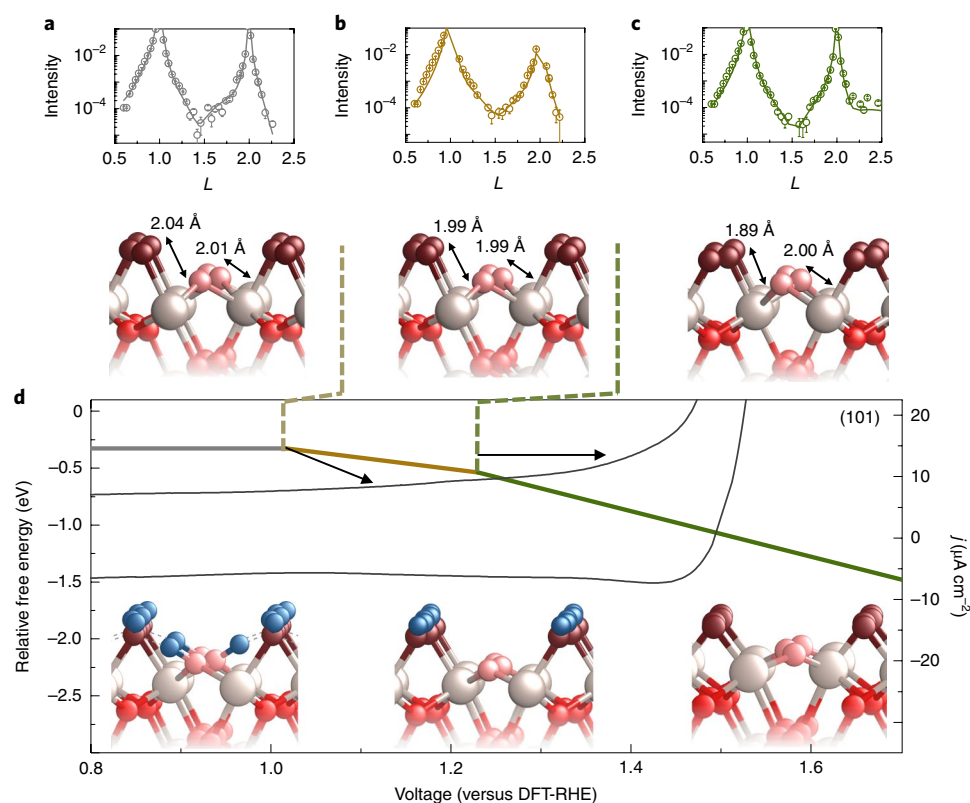 a
b
c
Intensity
10⁻²
10⁻⁴
0.5 1.0 1.5 2.0 2.5
L
Intensity
10⁻²
10⁻⁴
0.5 1.0 1.5 2.0 2.5
L
Intensity
10⁻²
10⁻⁴
0.5 1.0 1.5 2.0 2.5
L
2.04 Å
2.01 Å
1.99 Å
1.99 Å
1.89 Å
2.00 Å
d
(101)
Relative free energy (eV)
0
−0.5
−1.0
−1.5
−2.0
−2.5
j (μA cm⁻²)
20
10
0
−10
−20
0.8 1.0 1.2 1.4 1.6
Voltage (versus DFT-RHE)